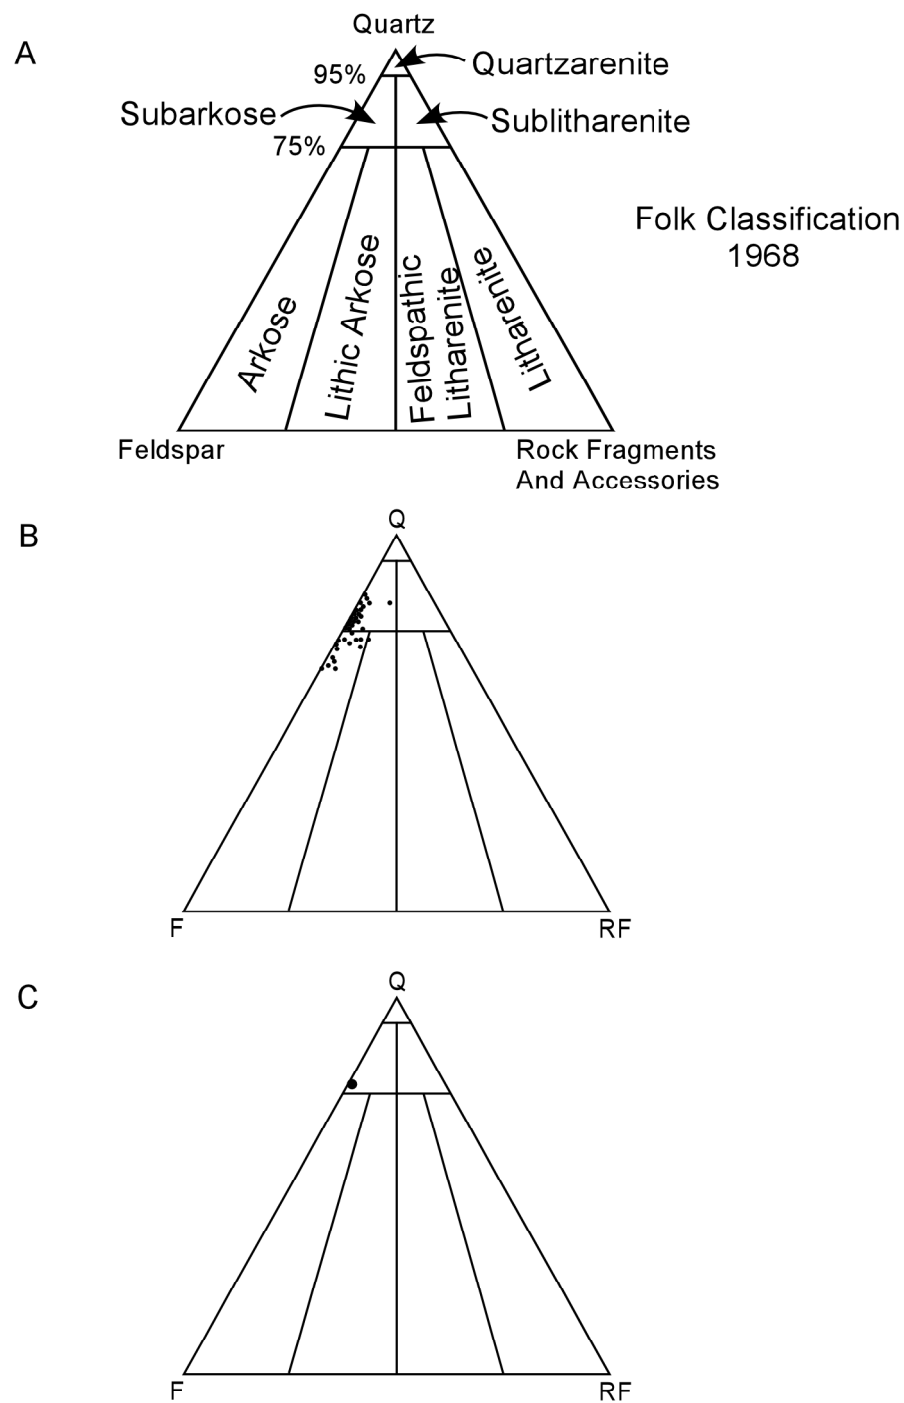 A
Quartz
Quartzarenite
95%
Subarkose
Sublitharenite
75%
Folk Classification
1968
Arkose
Lithic Arkose
Feldspathic
Litharenite
Litharenite
Feldspar
Rock Fragments
And Accessories
B
Q
F
RF
C
Q
F
RF